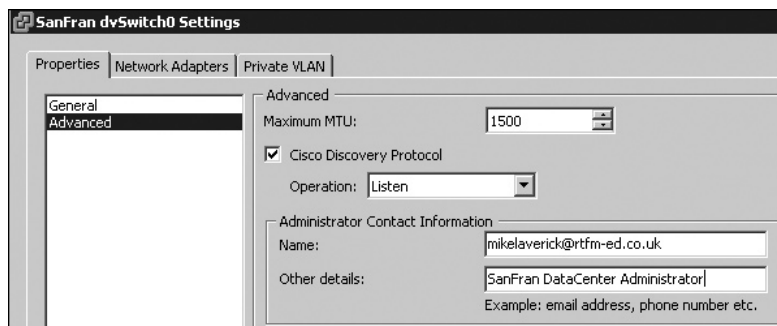 SanFran dvSwitch0 Settings
Properties Network Adapters Private VLAN
General
Advanced
Advanced
Maximum MTU: 1500
Cisco Discovery Protocol
Operation: Listen
Administrator Contact Information
Name: mikelaverick@rtfm-ed.co.uk
Other details: SanFran DataCenter Administrator
Example: email address, phone number etc.